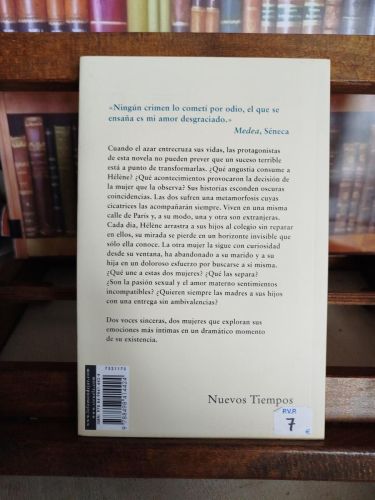 «Ningún crimen lo cometí por odio, el que se
ensaña es mi amor desgraciado.»
Medea, Séneca
Cuando el azar entrecruza sus vidas, las protagonistas
de esta novela no pueden prever que un suceso terrible
está a punto de transformarlas. ¿Qué angustia consume a
Hélène? ¿Qué acontecimientos provocaron la decisión de
la mujer que la observa? Sus historias esconden oscuras
coincidencias. Las dos sufren una metamorfosis cuyas
cicatrices las acompañarán siempre. Viven en una misma
calle de París y, a su modo, una y otra son extranjeras.
Cada día, Hélène arrastra a sus hijos al colegio sin reparar
en ellos, su mirada se pierde en un horizonte invisible que
sólo ella conoce. La otra mujer la sigue con curiosidad
desde su ventana, ha abandonado a su marido y a su
hija en un doloroso esfuerzo por buscarse a sí misma.
¿Qué une a estas dos mujeres? ¿Qué las separa?
¿Son la pasión sexual y el amor materno sentimientos
incompatibles? ¿Quieren siempre las madres a sus hijos
con una entrega sin ambivalencias?
Dos voces sinceras, dos mujeres que exploran sus
emociones más íntimas en un dramático momento
de su existencia.
7521175
Nuevos Tiempos
P.V.P.
7
€